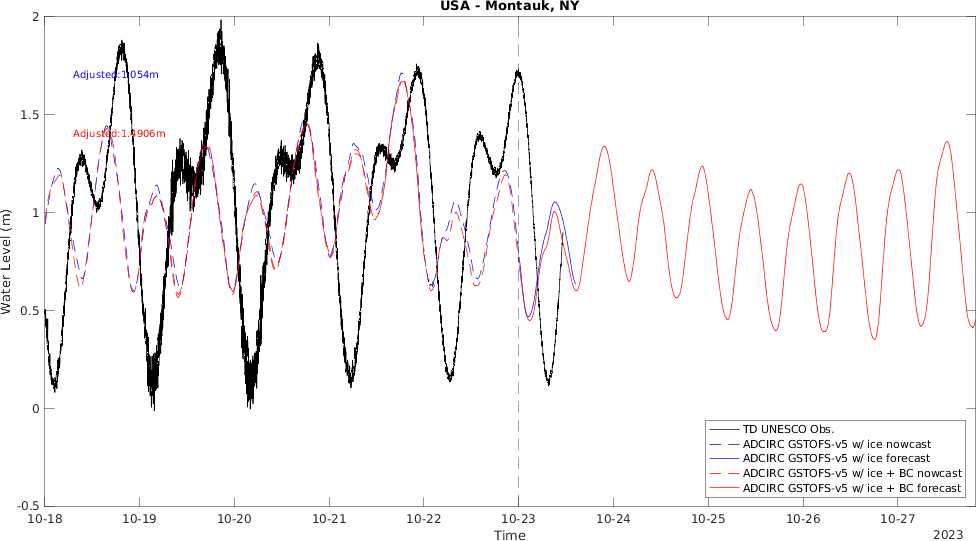 USA - Montauk, NY
2
1.5
1
0.5
0
-0.5
Water Level (m)
Adjusted:1.054m
Adjusted:1.4906m
TD UNESCO Obs.
ADCIRC GSTOFS-v5 w/ ice nowcast
ADCIRC GSTOFS-v5 w/ ice forecast
ADCIRC GSTOFS-v5 w/ ice + BC nowcast
ADCIRC GSTOFS-v5 w/ ice + BC forecast
10-18 10-19 10-20 10-21 10-22 10-23 10-24 10-25 10-26 10-27
Time
2023